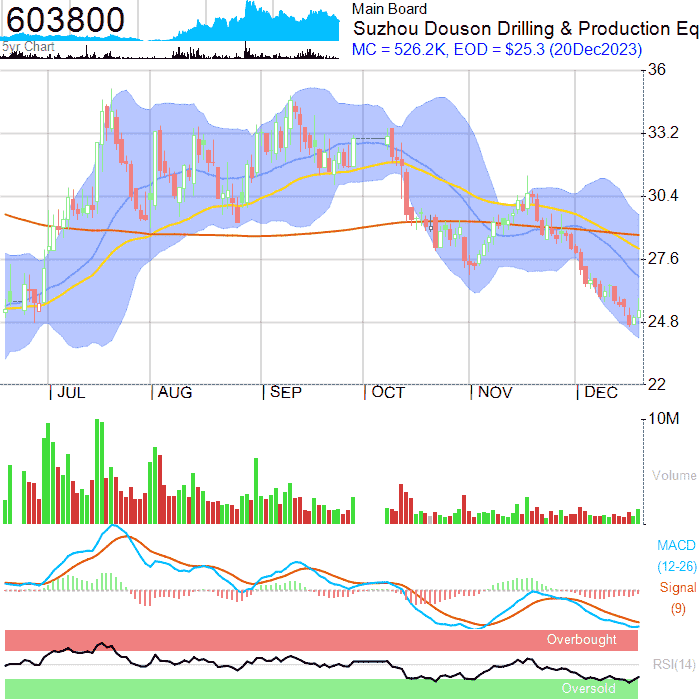 603800
5yr Chart
Main Board
Suzhou Douson Drilling & Production Eq
MC = 526.2K, EOD = $25.3 (20Dec2023)
36
33.2
30.4
27.6
24.8
22
JUL AUG SEP OCT NOV DEC
10M
Volume
MACD
(12-26)
Signal
(9)
Overbought
RSI(14)
Oversold